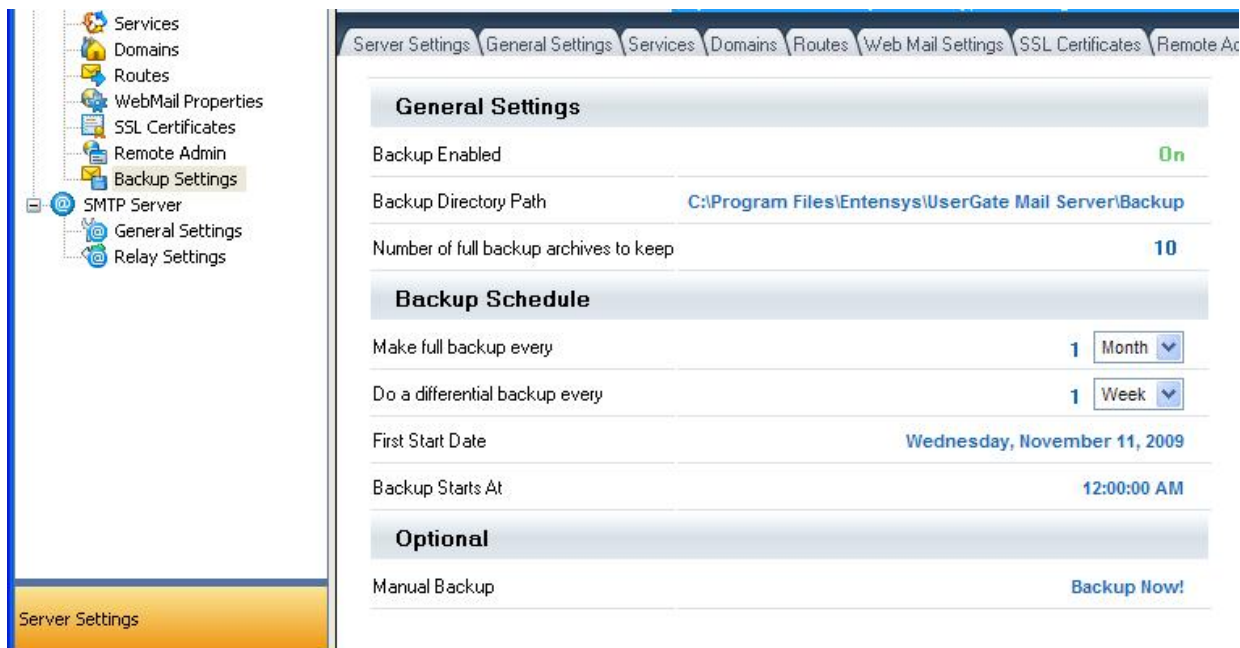 Services
Domains
Routes
WebMail Properties
SSL Certificates
Remote Admin
Backup Settings
SMTP Server
General Settings
Relay Settings
Server Settings
Server Settings General Settings Services Domains Routes Web Mail Settings SSL Certificates Remote Ad
General Settings
Backup Enabled On
Backup Directory Path C:\Program Files\Entensys\UserGate Mail Server\Backup
Number of full backup archives to keep 10
Backup Schedule
Make full backup every 1 Month
Do a differential backup every 1 Week
First Start Date Wednesday, November 11, 2009
Backup Starts At 12:00:00 AM
Optional
Manual Backup Backup Now!